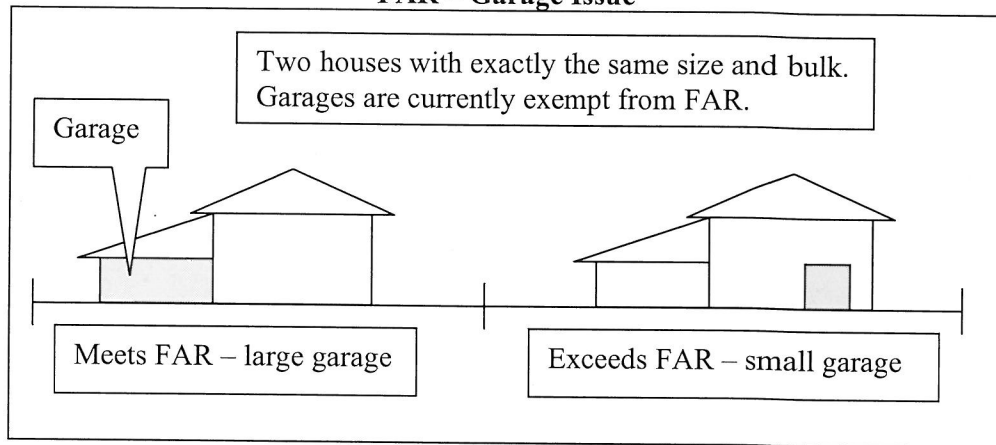 FAR – Garage Issue
Two houses with exactly the same size and bulk.
Garages are currently exempt from FAR.
Garage
Meets FAR – large garage
Exceeds FAR – small garage